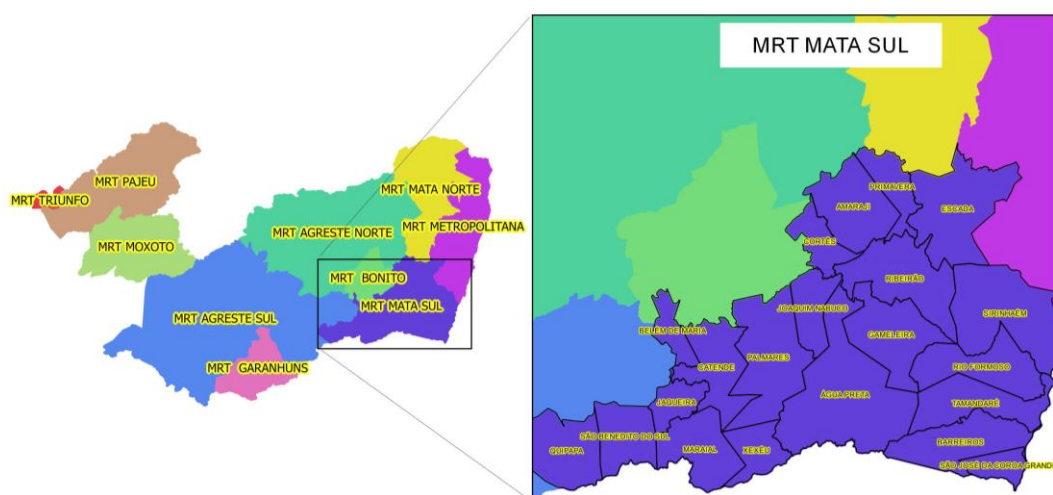 MRT PAJEU
MRT TRIUNFO
MRT MOXOTO
MRT MATA NORTE
MRT METROPOLITANA
MRT AGRESTE NORTE
MRT BONITO
MRT MATA SUL
MRT AGRESTE SUL
MRT GARANHUNS
MRT MATA SUL
PRIMAVERA
AMARAJI
ESCADA
CORTÊS
RIBEIRÃO
JOAQUIM NABUCO
SIRINHAÉM
BELÉM DE MARIA
GAMELEIRA
PALMARES
CATENDE
RIO FORMOSO
ÁGUA PRETA
JAQUEIRA
TAMANDARÉ
SÃO BENEDITO DO SUL
BARREIROS
QUIPAPA
MARAIAL
XEXÉU
SÃO JOSÉ DA COROA GRANDE